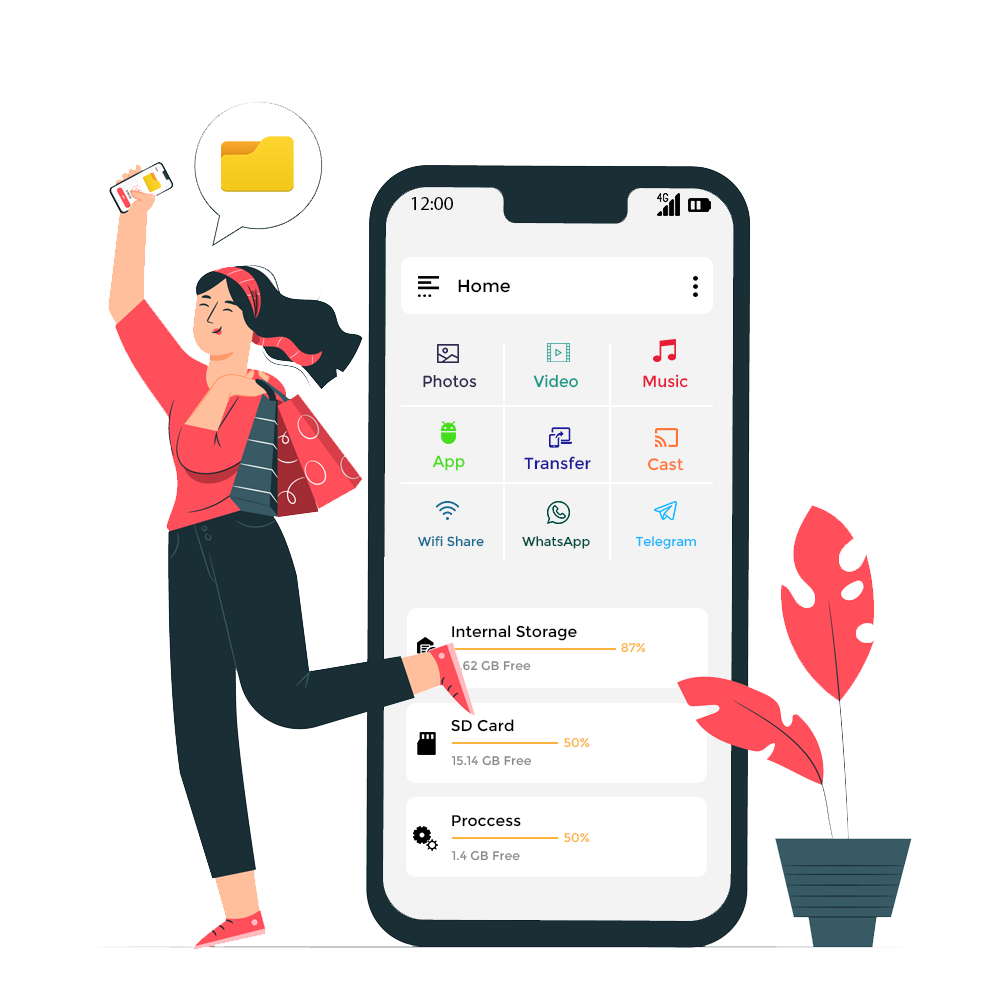 12:00
4G
Home
Photos
Video
Music
App
Transfer
Cast
Wifi Share
WhatsApp
Telegram
Internal Storage
87%
.62 GB Free
SD Card
50%
15.14 GB Free
Proccess
50%
1.4 GB Free